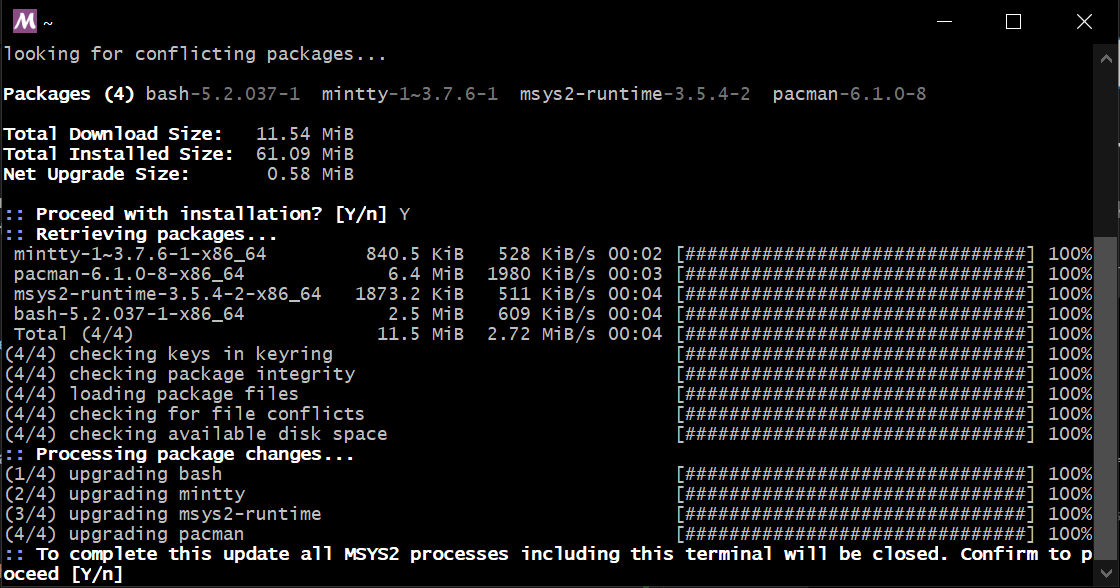 M ~
looking for conflicting packages...
Packages (4) bash-5.2.037-1  mintty-1~3.7.6-1  msys2-runtime-3.5.4-2  pacman-6.1.0-8
Total Download Size:   11.54 MiB
Total Installed Size:  61.09 MiB
Net Upgrade Size:       0.58 MiB
:: Proceed with installation? [Y/n] Y
:: Retrieving packages...
 mintty-1~3.7.6-1-x86_64         840.5 KiB   528 KiB/s 00:02 [###############################] 100%
 pacman-6.1.0-8-x86_64             6.4 MiB  1980 KiB/s 00:03 [###############################] 100%
 msys2-runtime-3.5.4-2-x86_64   1873.2 KiB   511 KiB/s 00:04 [###############################] 100%
 bash-5.2.037-1-x86_64             2.5 MiB   609 KiB/s 00:04 [###############################] 100%
 Total (4/4)                      11.5 MiB  2.72 MiB/s 00:04 [###############################] 100%
(4/4) checking keys in keyring                               [###############################] 100%
(4/4) checking package integrity                             [###############################] 100%
(4/4) loading package files                                  [###############################] 100%
(4/4) checking for file conflicts                            [###############################] 100%
(4/4) checking available disk space                          [###############################] 100%
:: Processing package changes...
(1/4) upgrading bash                                         [###############################] 100%
(2/4) upgrading mintty                                       [###############################] 100%
(3/4) upgrading msys2-runtime                                [###############################] 100%
(4/4) upgrading pacman                                       [###############################] 100%
:: To complete this update all MSYS2 processes including this terminal will be closed. Confirm to p
oceed [Y/n]